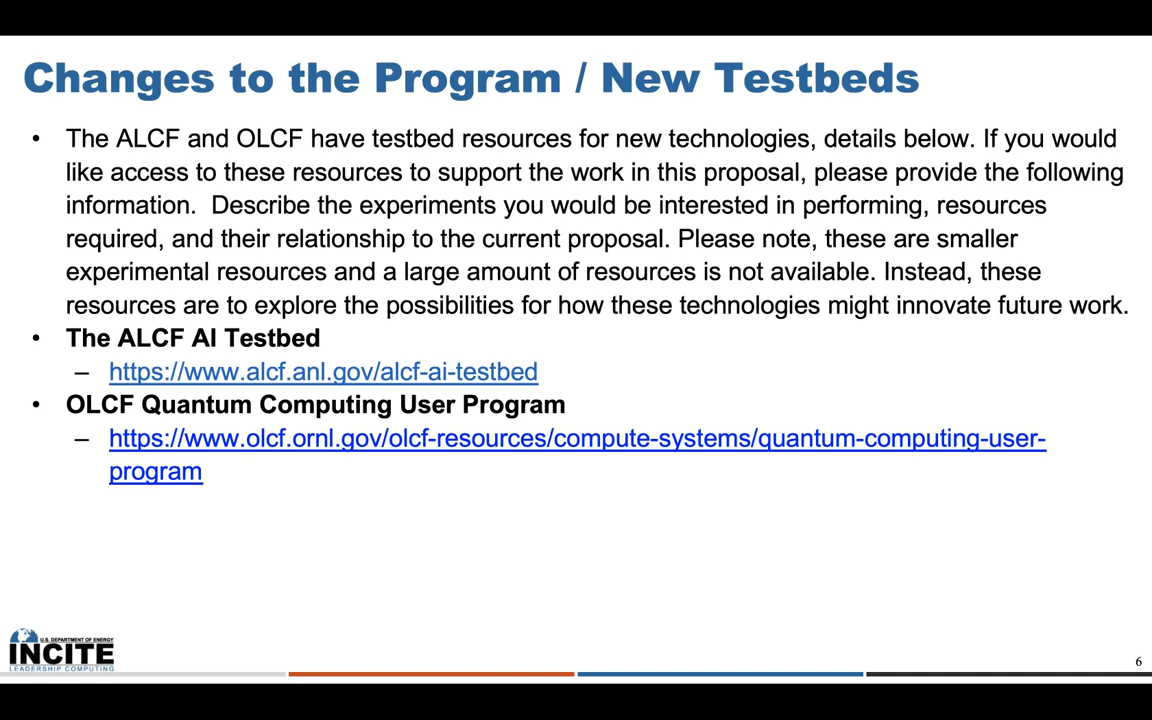 Changes to the Program / New Testbeds
• The ALCF and OLCF have testbed resources for new technologies, details below. If you would
like access to these resources to support the work in this proposal, please provide the following
information.  Describe the experiments you would be interested in performing, resources
required, and their relationship to the current proposal. Please note, these are smaller
experimental resources and a large amount of resources is not available. Instead, these
resources are to explore the possibilities for how these technologies might innovate future work.
• The ALCF AI Testbed
– https://www.alcf.anl.gov/alcf-ai-testbed
• OLCF Quantum Computing User Program
– https://www.olcf.ornl.gov/olcf-resources/compute-systems/quantum-computing-user-
program
U.S. DEPARTMENT OF ENERGY
INCITE
LEADERSHIP COMPUTING
6